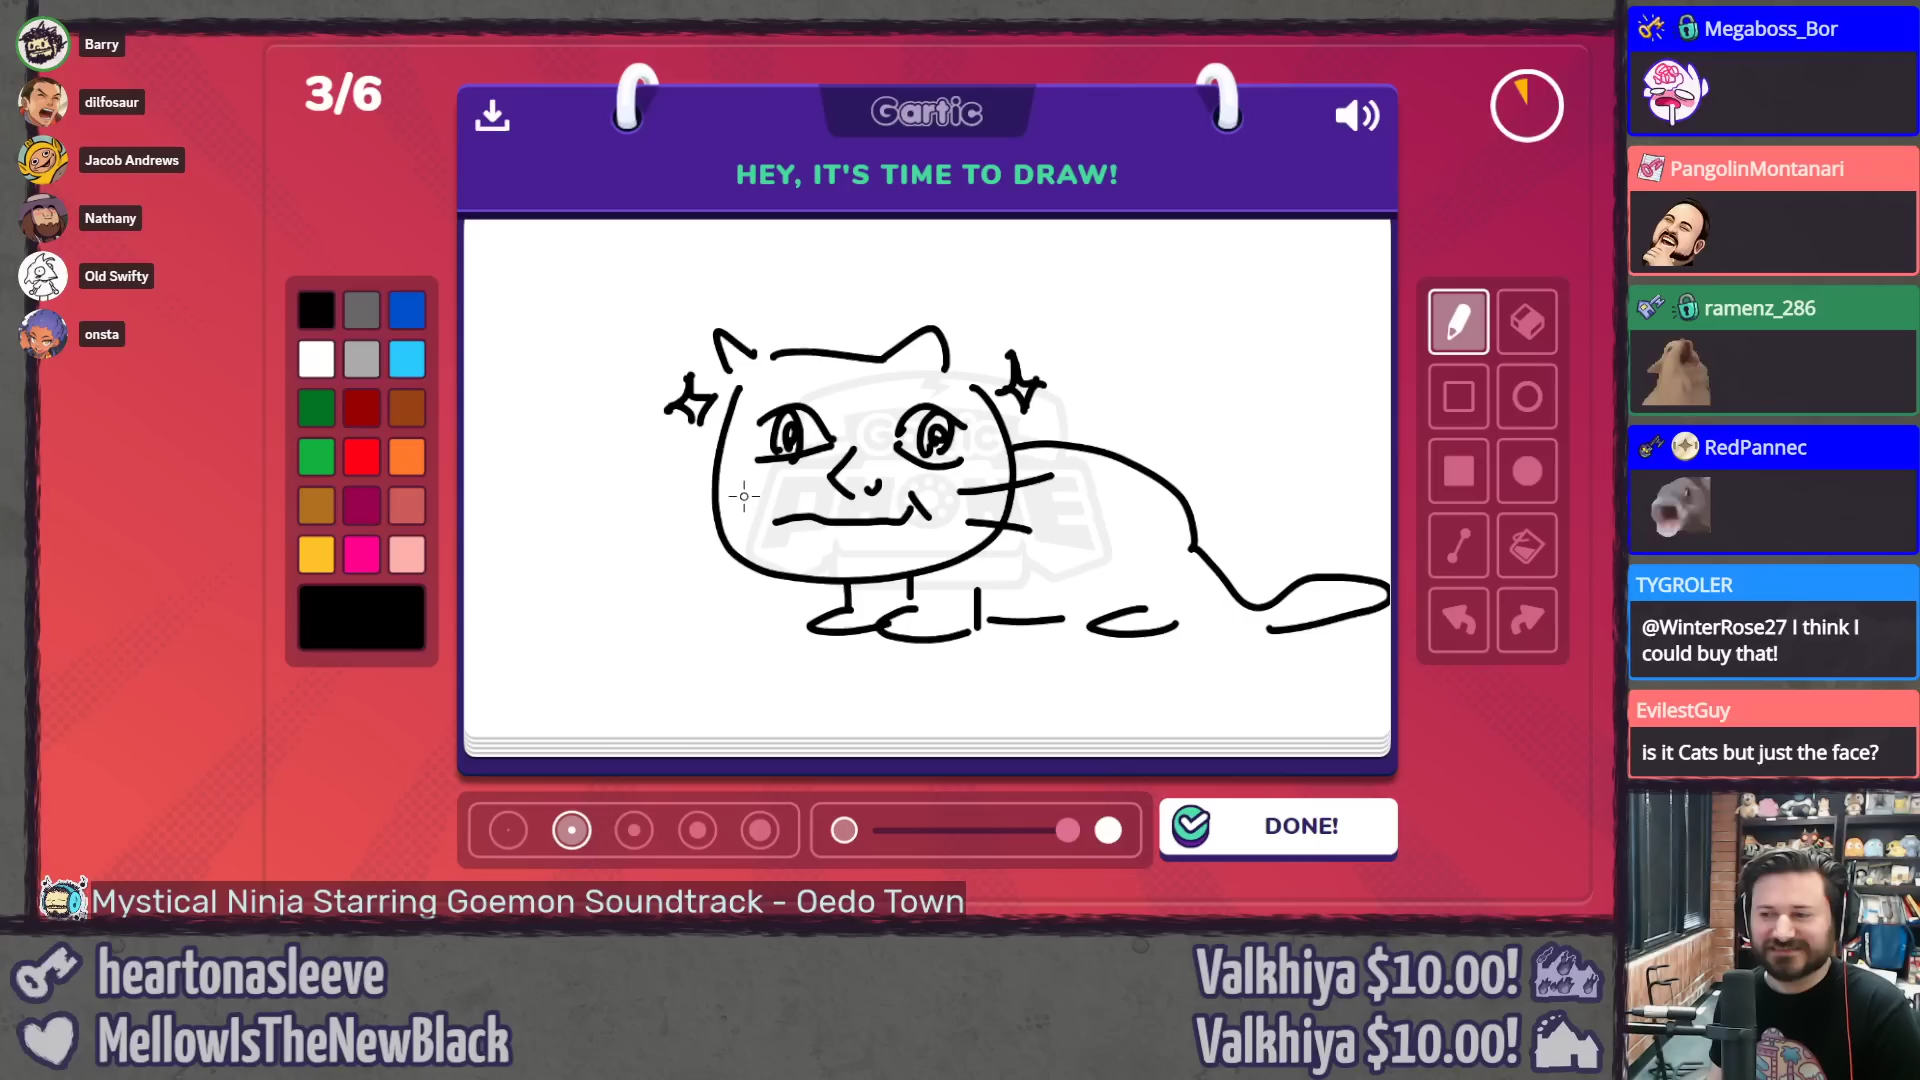 Barry
dilfosaur
Jacob Andrews
Nathany
Old Swifty
onsta
3/6
Gartic
HEY, IT'S TIME TO DRAW!
Gartic
PHONE
DONE!
Mystical Ninja Starring Goemon Soundtrack - Oedo Town
heartonasleeve
MellowIsTheNewBlack
Valkhiya $10.00!
Valkhiya $10.00!
Megaboss_Bor
PangolinMontanari
ramenz_286
RedPannec
TYGROLER
@WinterRose27 I think I
could buy that!
EvilestGuy
is it Cats but just the face?